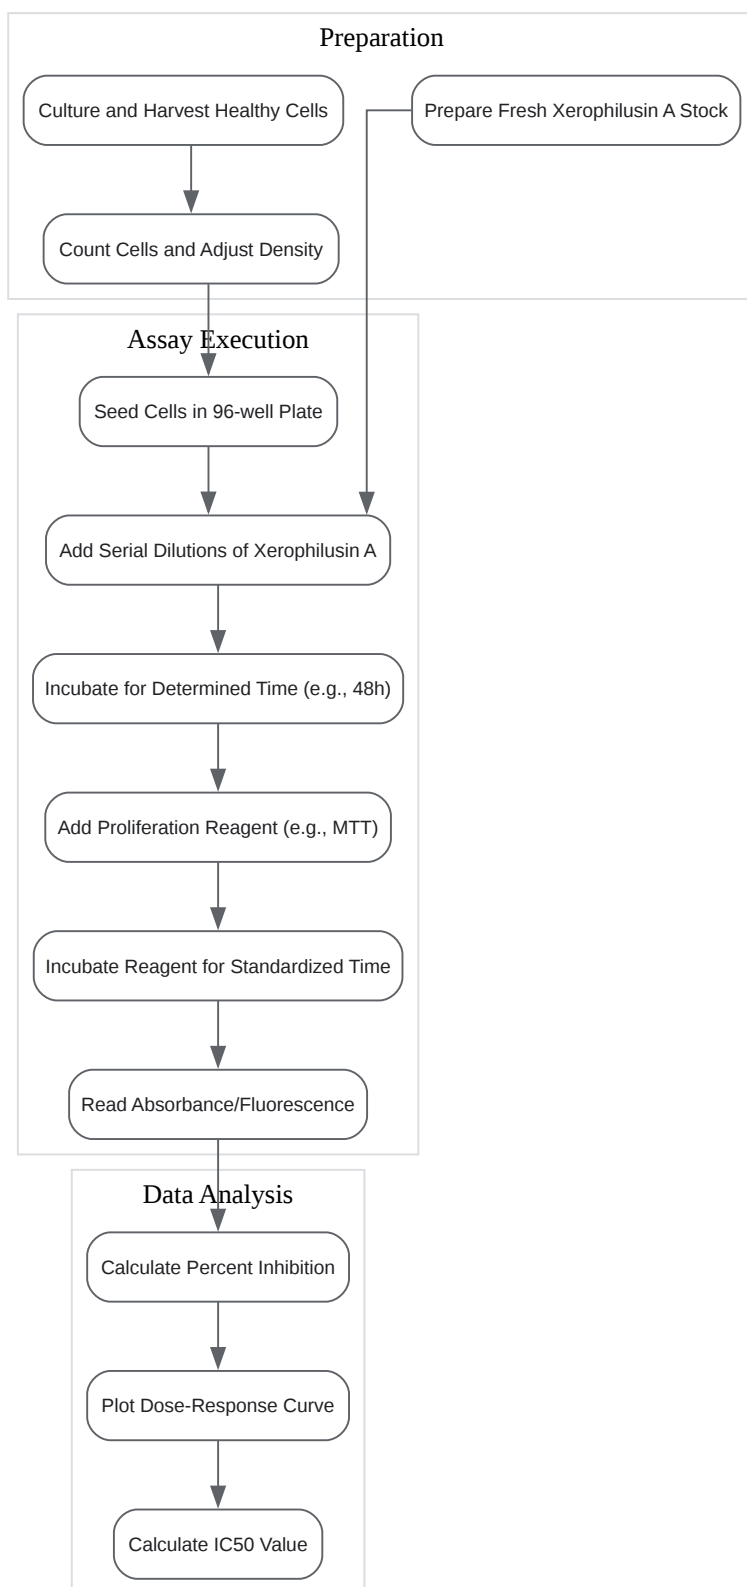 Preparation
Culture and Harvest Healthy Cells
Prepare Fresh Xerophilusin A Stock
Count Cells and Adjust Density
Assay Execution
Seed Cells in 96-well Plate
Add Serial Dilutions of Xerophilusin A
Incubate for Determined Time (e.g., 48h)
Add Proliferation Reagent (e.g., MTT)
Incubate Reagent for Standardized Time
Read Absorbance/Fluorescence
Data Analysis
Calculate Percent Inhibition
Plot Dose-Response Curve
Calculate IC50 Value